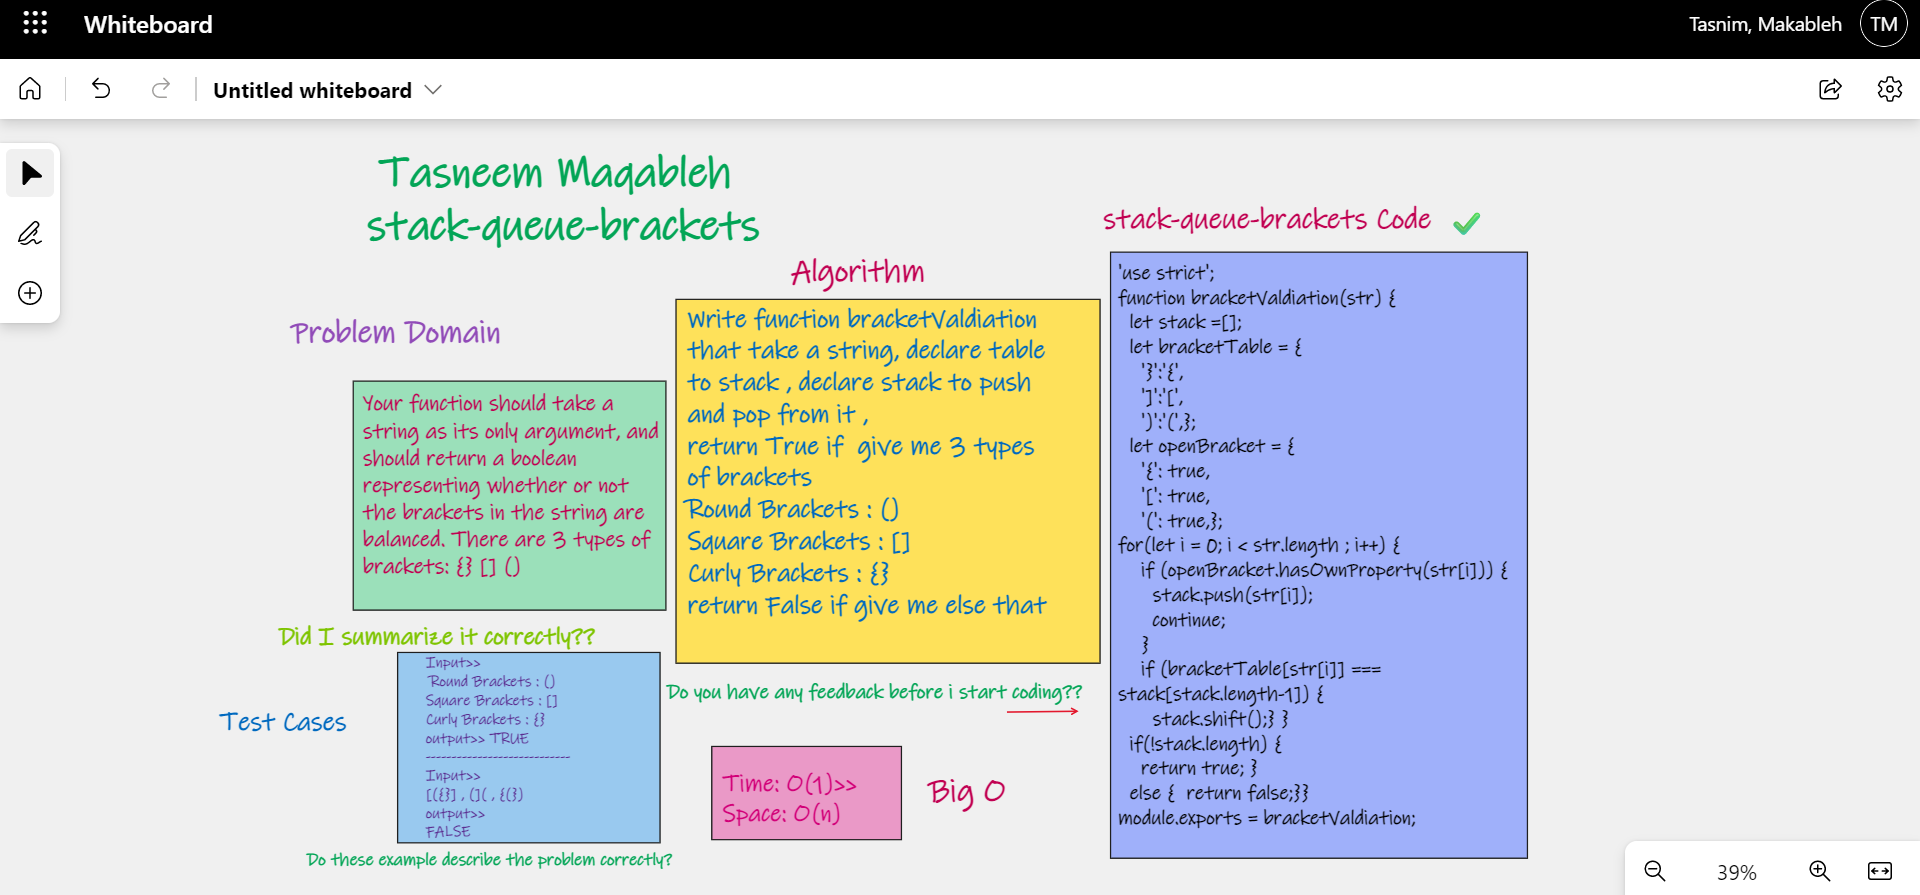 Whiteboard
Tasnim, Makableh
TM
Untitled whiteboard
Tasneem Maqableh
stack-queue-brackets
Problem Domain
Your function should take a
string as its only argument, and
should return a boolean
representing whether or not
the brackets in the string are
balanced. There are 3 types of
brackets: {} [] ()
Did I summarize it correctly??
Test Cases
Input>>
Round Brackets : ()
Square Brackets : []
Curly Brackets : {}
output>> TRUE
----------------------------
Input>>
[({}] , (]( , {(})
output>>
FALSE
Do these example describe the problem correctly?
Algorithm
Write function bracketValdiation
that take a string, declare table
to stack , declare stack to push
and pop from it ,
return True if  give me 3 types
of brackets
Round Brackets : ()
Square Brackets : []
Curly Brackets : {}
return False if give me else that
Do you have any feedback before i start coding??
Time: O(1)>>
Space: O(n)
Big O
stack-queue-brackets Code
'use strict';
function bracketValdiation(str) {
let stack =[];
let bracketTable = {
'}':'{',
']':'[',
')':'(',};
let openBracket = {
'{': true,
'[': true,
'(': true,};
for(let i = 0; i < str.length ; i++) {
if (openBracket.hasOwnProperty(str[i])) {
stack.push(str[i]);
continue;
}
if (bracketTable[str[i]] ===
stack[stack.length-1]) {
stack.shift();} }
if(!stack.length) {
return true; }
else {  return false;}}
module.exports = bracketValdiation;
39%